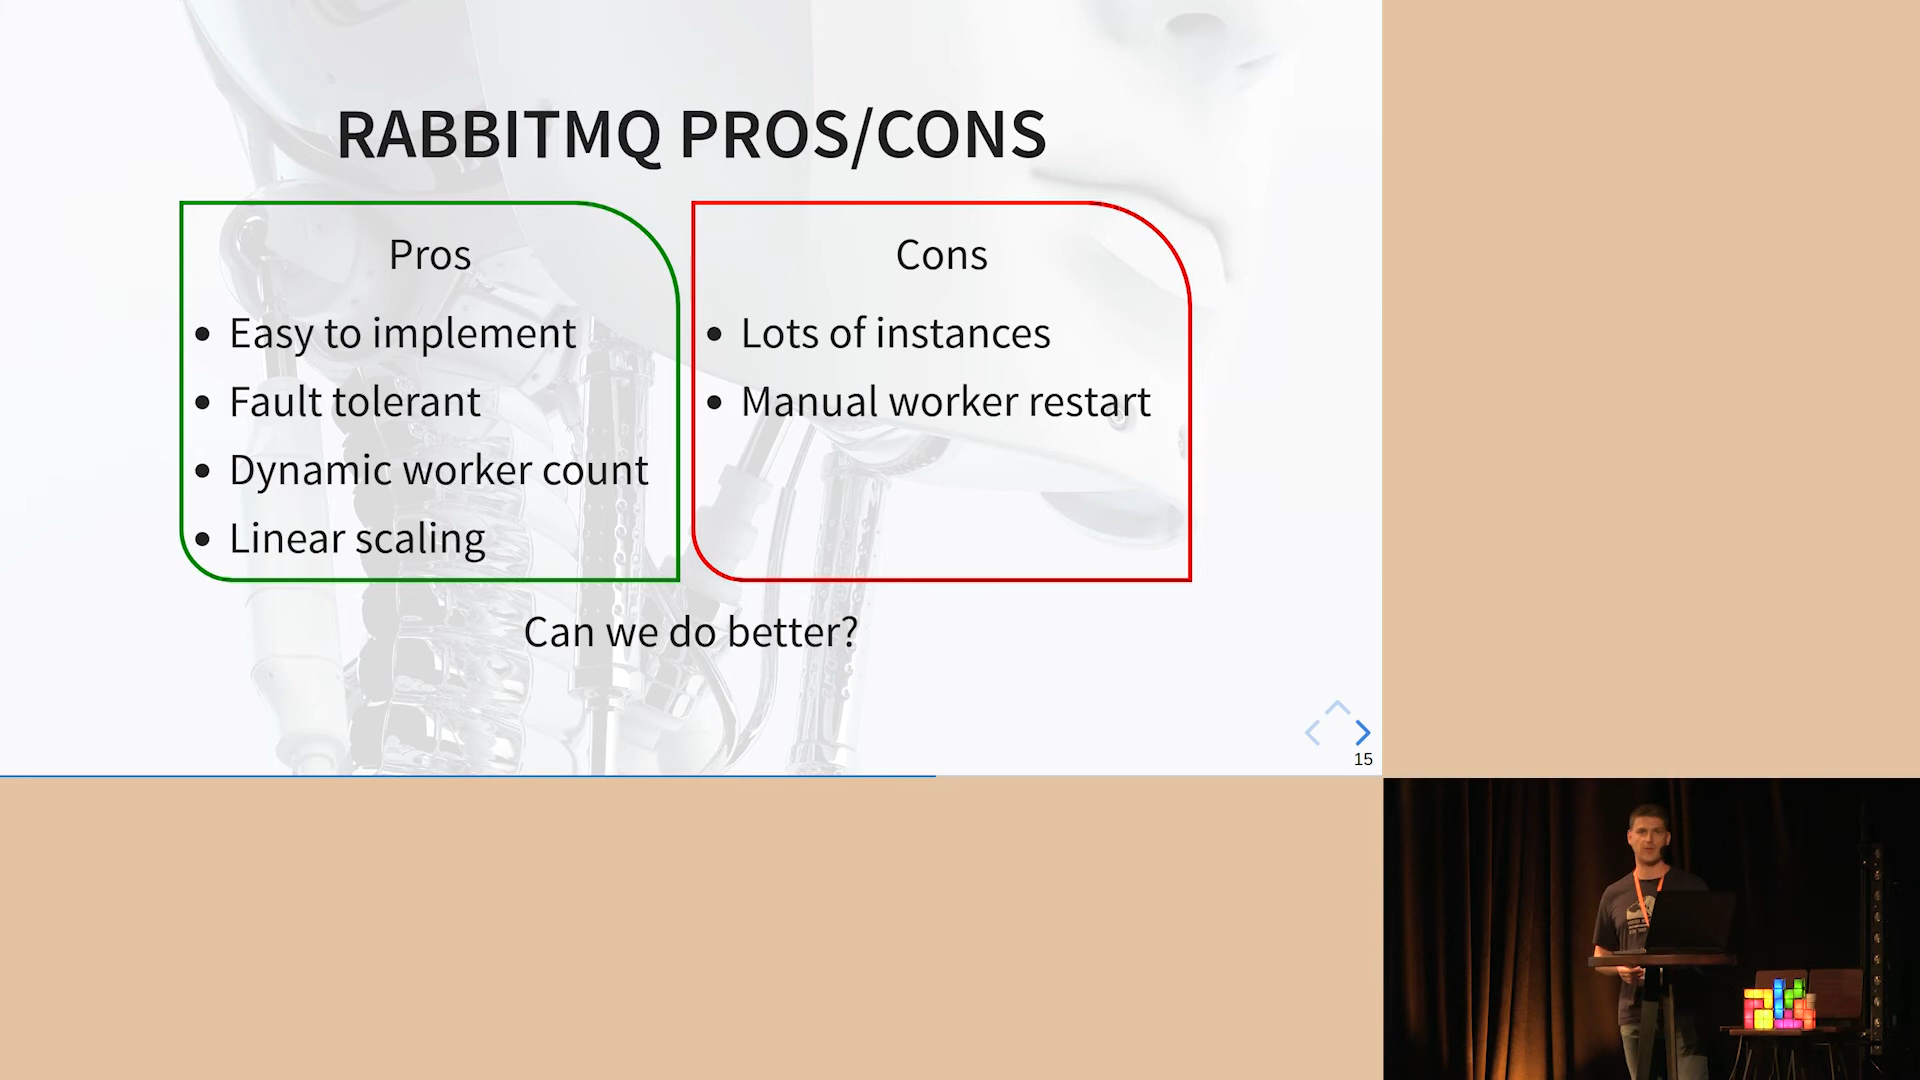 RABBITMQ PROS/CONS
Pros
Easy to implement
Fault tolerant
Dynamic worker count
Linear scaling
Cons
Lots of instances
Manual worker restart
Can we do better?
15